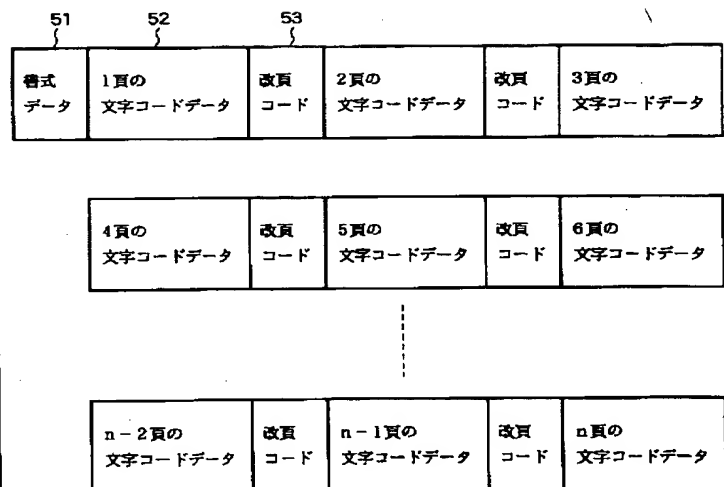 51 52 53
書式 1頁の 改頁 2頁の 改頁 3頁の
データ 文字コードデータ コード 文字コードデータ コード 文字コードデータ
4頁の 改頁 5頁の 改頁 6頁の
文字コードデータ コード 文字コードデータ コード 文字コードデータ
n-2頁の 改頁 n-1頁の 改頁 n頁の
文字コードデータ コード 文字コードデータ コード 文字コードデータ